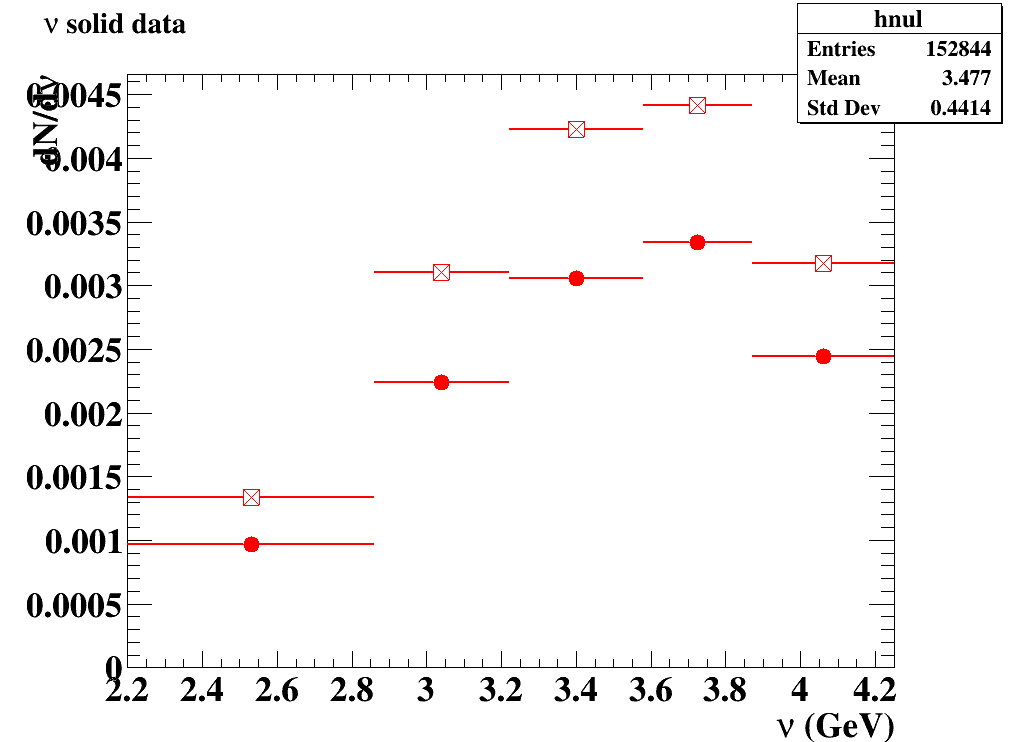 ν solid data
hnul
Entries 152844
Mean 3.477
Std Dev 0.4414
dN/dγ
0.0045
0.004
0.0035
0.003
0.0025
0.002
0.0015
0.001
0.0005
0
2.2 2.4 2.6 2.8 3 3.2 3.4 3.6 3.8 4 4.2
ν (GeV)